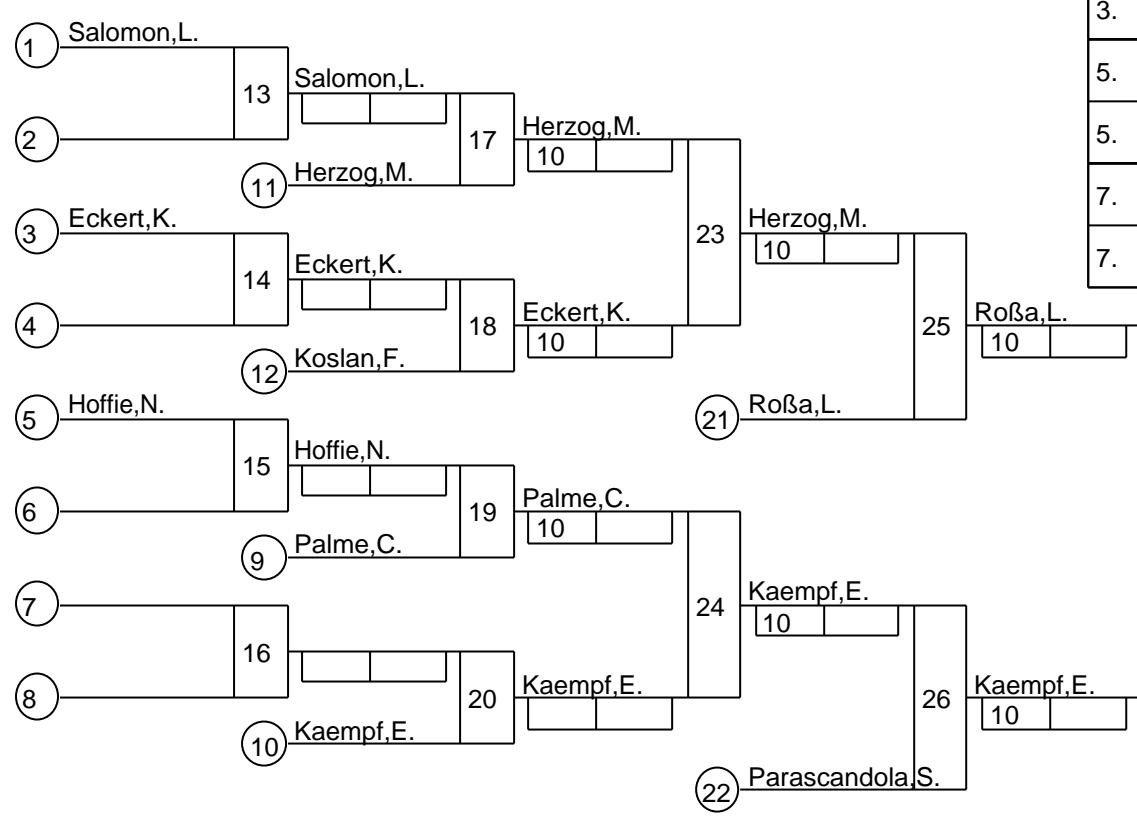 3.
1 Salomon,L.
5.
13 Salomon,L.
2
17 Herzog,M.
5.
10
11 Herzog,M.
7.
3 Eckert,K.
23 Herzog,M.
10
7.
14 Eckert,K.
4
18 Eckert,K.
25 Roßa,L.
10
10
12 Koslan,F.
5 Hoffie,N.
21 Roßa,L.
15 Hoffie,N.
6
19 Palme,C.
10
9 Palme,C.
7
24 Kaempf,E.
10
16
8
20 Kaempf,E.
26 Kaempf,E.
10
10 Kaempf,E.
22 Parascandola,S.